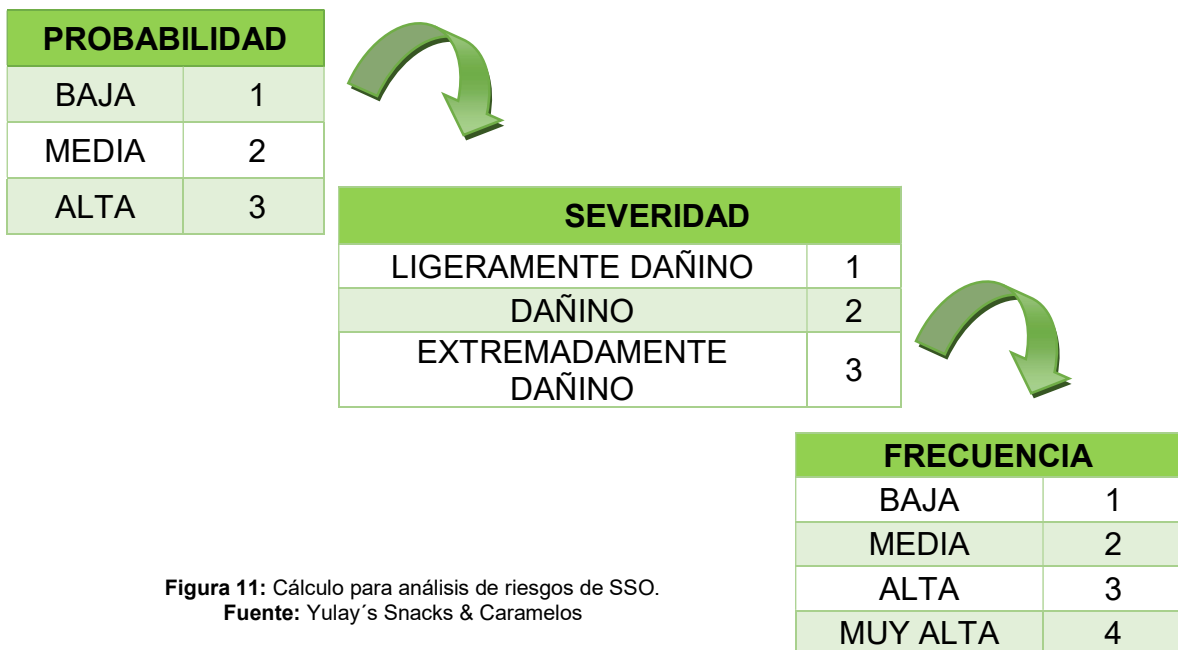 PROBABILIDAD
BAJA 1
MEDIA 2
ALTA 3
SEVERIDAD
LIGERAMENTE DAÑINO 1
DAÑINO 2
EXTREMADAMENTE
DAÑINO 3
FRECUENCIA
BAJA 1
MEDIA 2
ALTA 3
MUY ALTA 4
Figura 11: Cálculo para análisis de riesgos de SSO.
Fuente: Yulay´s Snacks & Caramelos